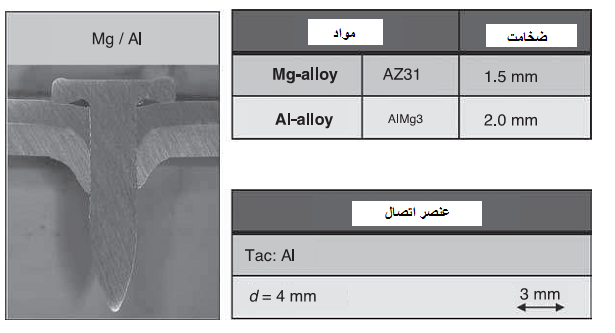 Mg / Al
مواد
ضخامت
Mg-alloy AZ31 1.5 mm
Al-alloy AlMg3 2.0 mm
عنصر اتصال
Tac: Al
d = 4 mm 3 mm